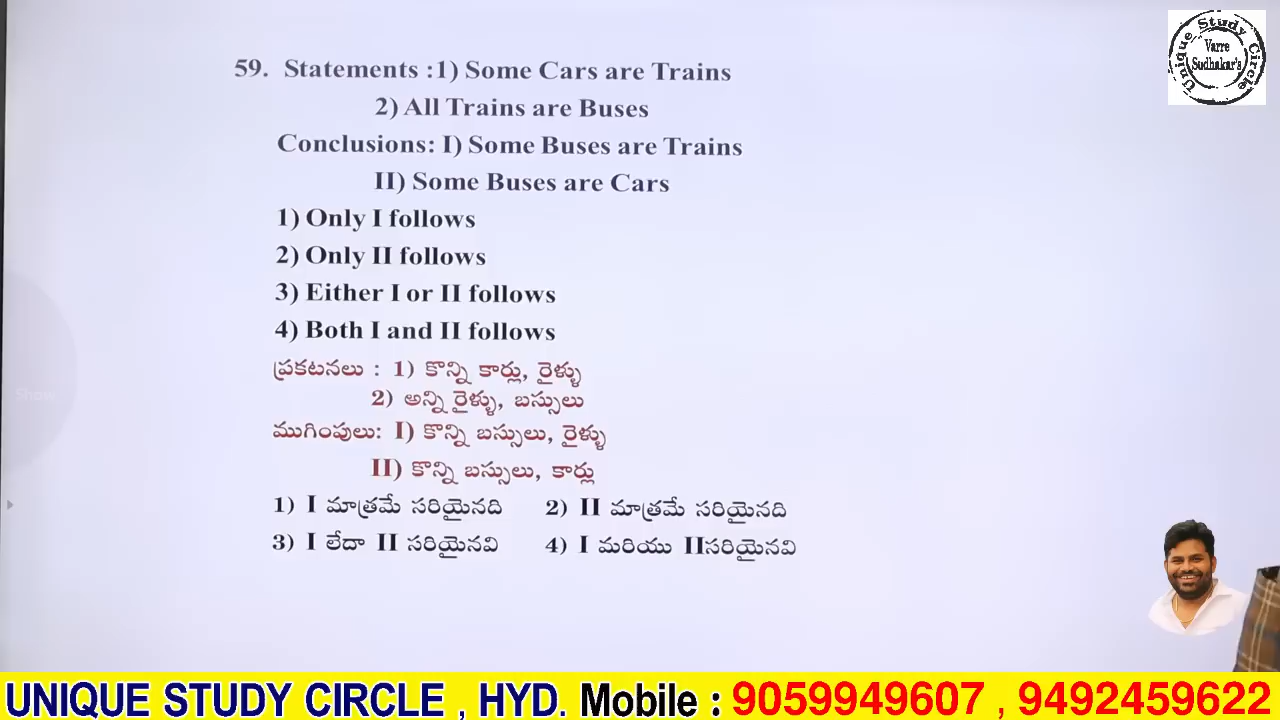 59. Statements :1) Some Cars are Trains
2) All Trains are Buses
Conclusions: I) Some Buses are Trains
II) Some Buses are Cars
1) Only I follows
2) Only II follows
3) Either I or II follows
4) Both I and II follows
ప్రకటనలు : 1) కొన్ని కార్లు, రైళ్ళు
2) అన్ని రైళ్ళు, బస్సులు
ముగింపులు: I) కొన్ని బస్సులు, రైళ్ళు
II) కొన్ని బస్సులు, కార్లు
1) I మాత్రమే సరియైనది 2) II మాత్రమే సరియైనది
3) I లేదా II సరియైనవి 4) I మరియు IIసరియైనవి
Unique Study Circle
Varre
Sudhakar's
Show
UNIQUE STUDY CIRCLE , HYD. Mobile : 9059949607 , 9492459622